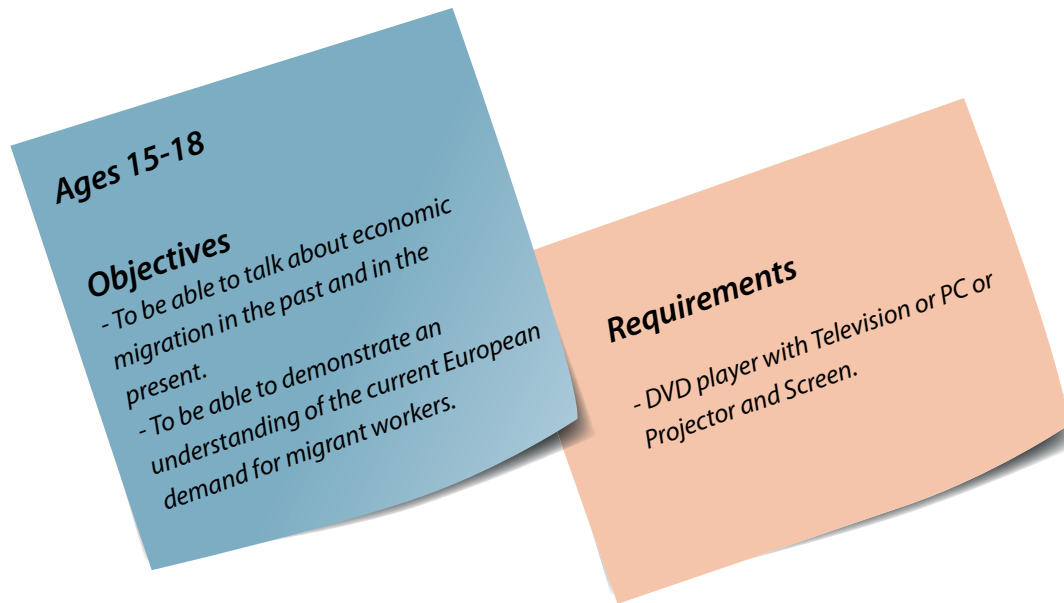 Ages 15-18
Objectives
- To be able to talk about economic
migration in the past and in the
present.
- To be able to demonstrate an
understanding of the current European
demand for migrant workers.
Requirements
- DVD player with Television or PC or
Projector and Screen.